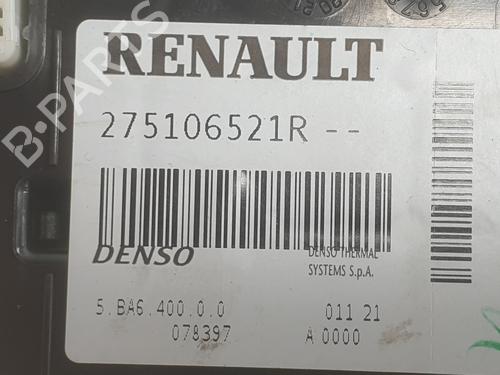 RENAULT
275106521R --
DENSO
DENSO THERMAL
SYSTEMS S.p.A.
5.BA6.400.0.0
011 21
078397
A 0000
B-PARTS